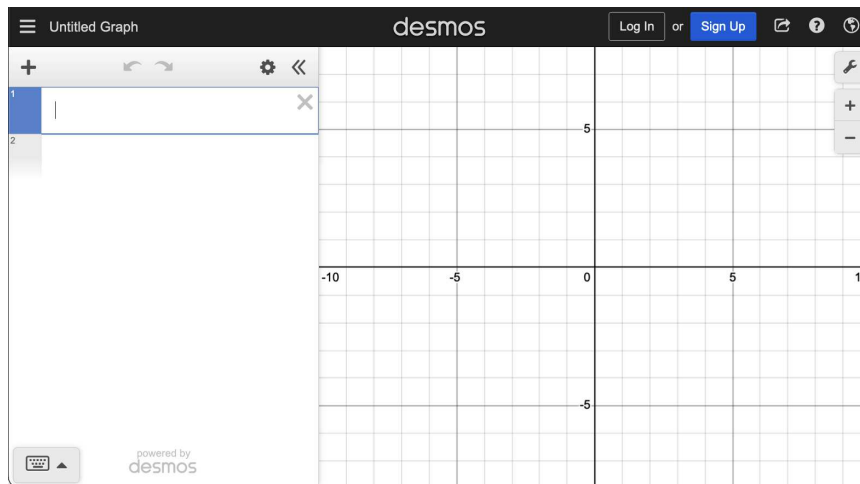 Untitled Graph
desmos
Log In or Sign Up
1
2
5
-10 -5 0 5 1
-5
powered by
desmos